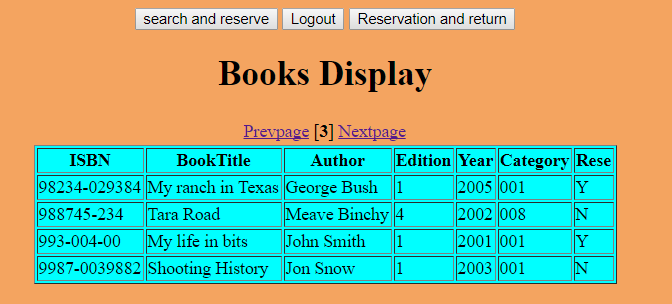 search and reserve Logout Reservation and return
Books Display
Prevpage [3] Nextpage
ISBN BookTitle Author Edition Year Category Rese
98234-029384 My ranch in Texas George Bush 1 2005 001 Y
988745-234 Tara Road Meave Binchy 4 2002 008 N
993-004-00 My life in bits John Smith 1 2001 001 Y
9987-0039882 Shooting History Jon Snow 1 2003 001 N